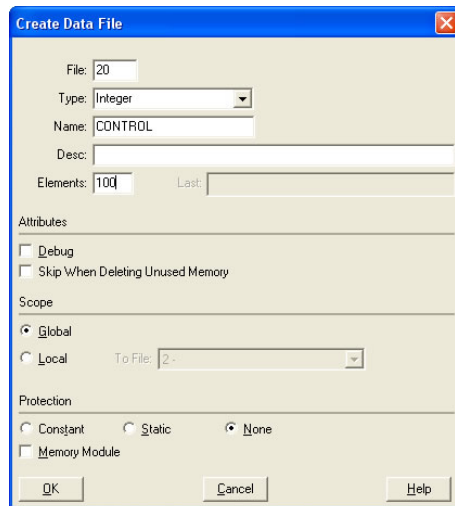 Create Data File
File: 20
Type: Integer
Name: CONTROL
Desc:
Elements: 100 Last:
Attributes
Debug
Skip When Deleting Unused Memory
Scope
Global
Local To File: 2 -
Protection
Constant Static None
Memory Module
OK Cancel Help